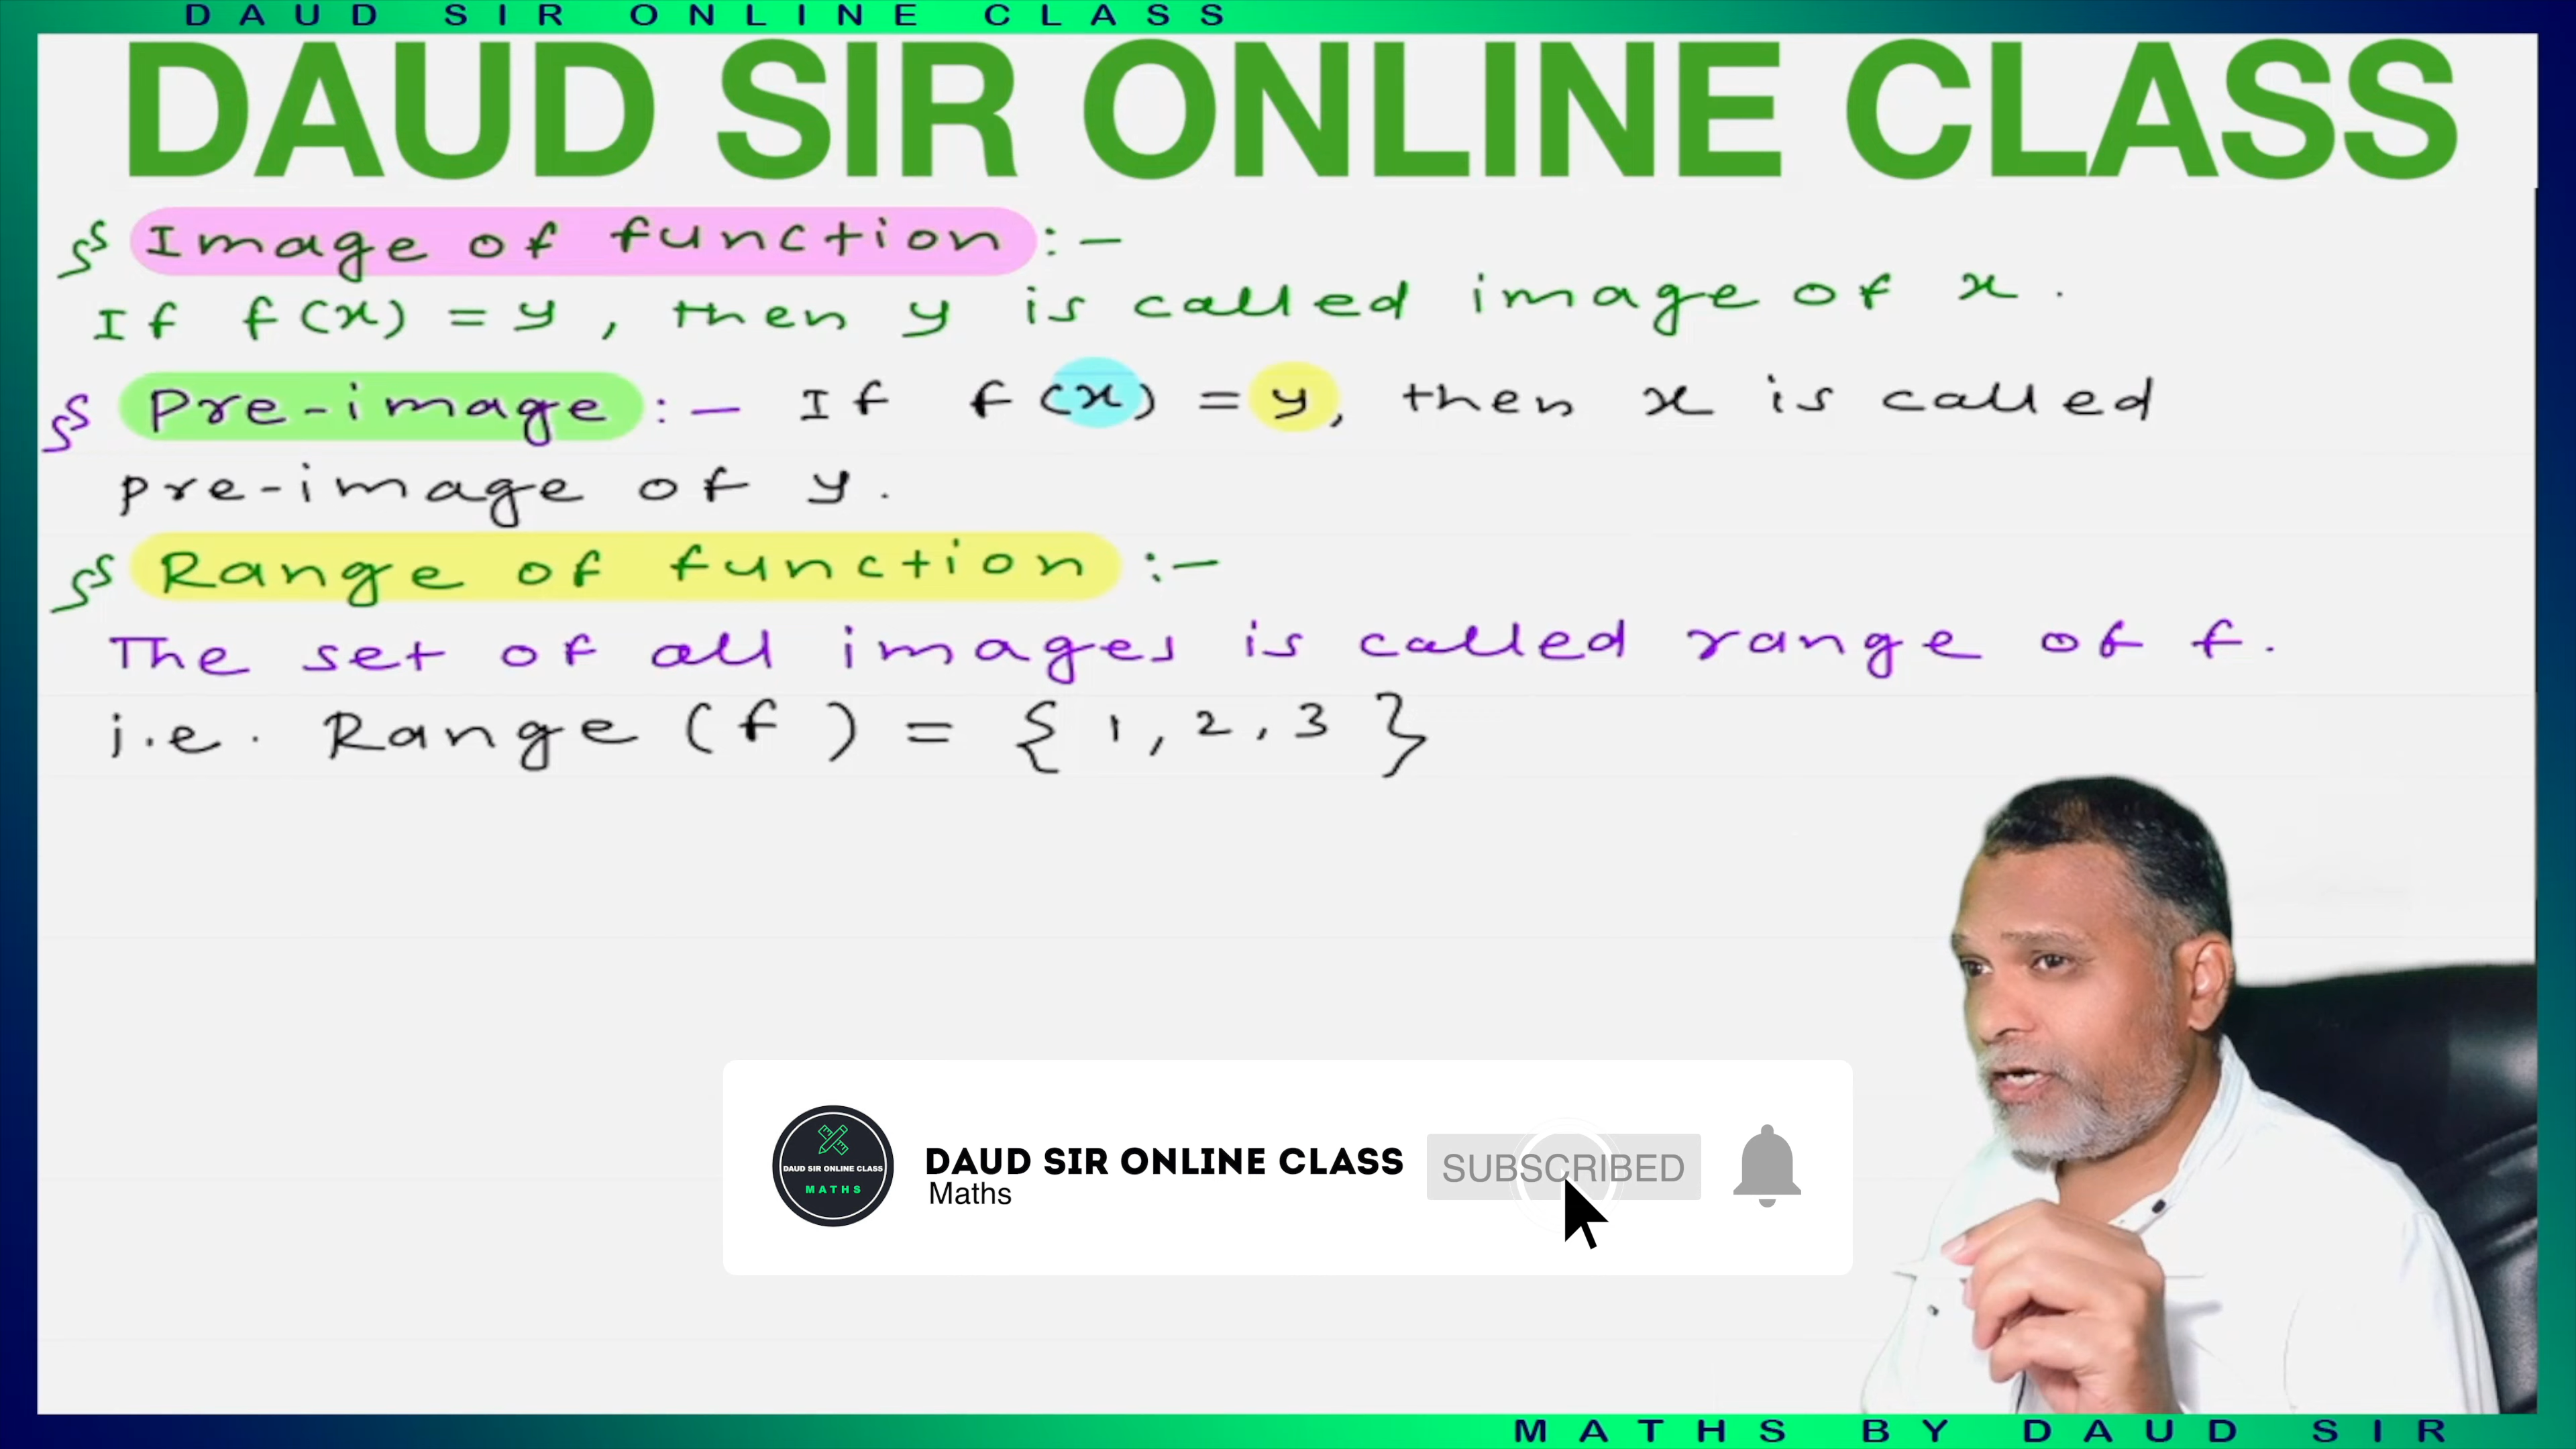 DAUD SIR ONLINE CLASS
DAUD SIR ONLINE CLASS
§ Image of function :-
If f(x) = y, then y is called image of x.
§ Pre-image :- If f(x) = y, then x is called
pre-image of y.
§ Range of function :-
The set of all images is called range of f.
i.e. Range (f) = { 1, 2, 3 }
DAUD SIR ONLINE CLASS
MATHS
DAUD SIR ONLINE CLASS
Maths
SUBSCRIBED
MATHS BY DAUD SIR